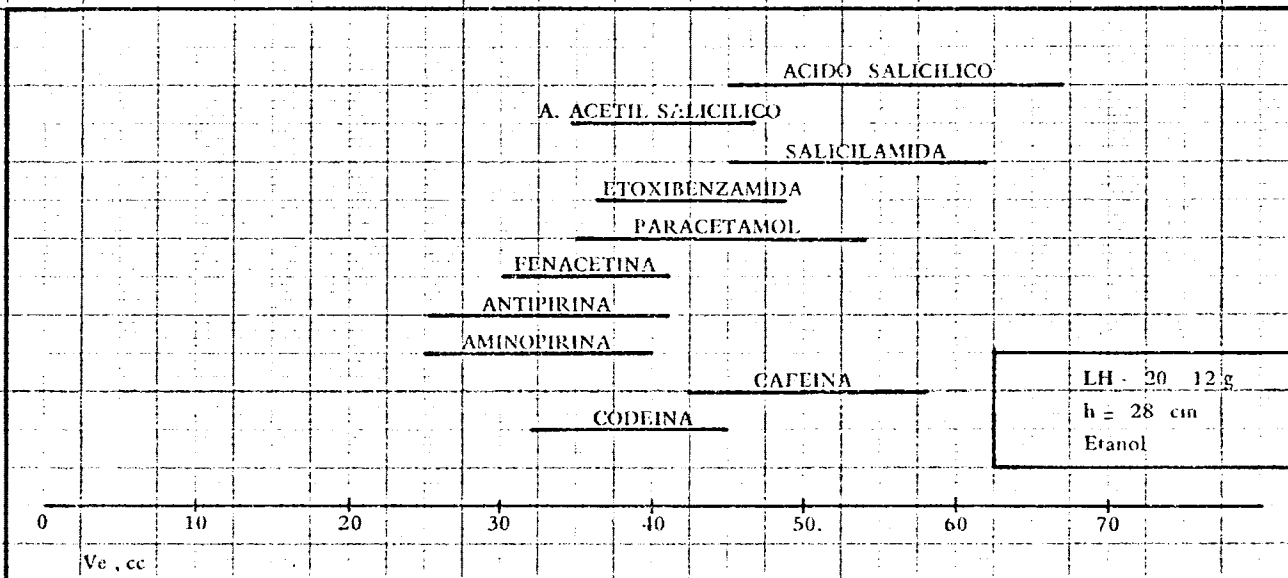 ACIDO SALICILICO
A. ACETIL SALICILICO
SALICILAMIDA
ETOXIBENZAMIDA
PARACETAMOL
FENACETINA
ANTIPIRINA
AMINOPIRINA
CAFEINA
CODEINA
LH - 20 12 g
h = 28 cm
Etanol
0 10 20 30 40 50. 60 70
Ve , cc